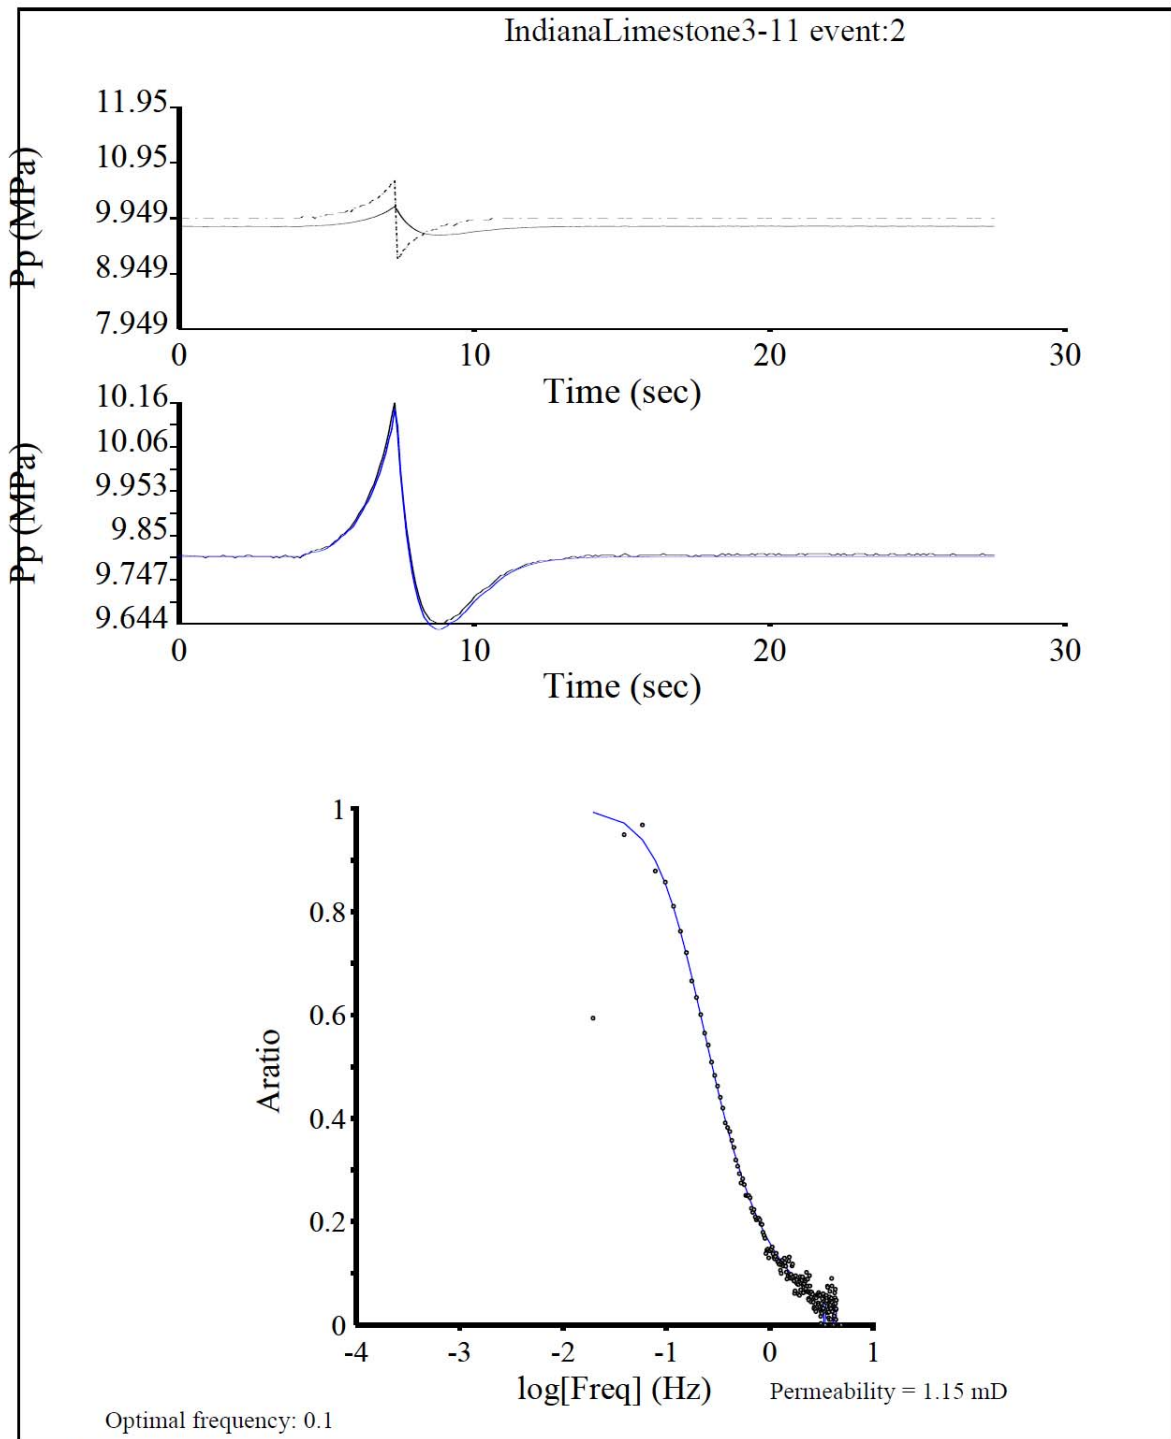 IndianaLimestone3-11 event:2
Pp (MPa)
11.95
10.95
9.949
8.949
7.949
0 10 20 30
Time (sec)
Pp (MPa)
10.16
10.06
9.953
9.85
9.747
9.644
0 10 20 30
Time (sec)
Aratio
1
0.8
0.6
0.4
0.2
0
-4 -3 -2 -1 0 1
log[Freq] (Hz)
Permeability = 1.15 mD
Optimal frequency: 0.1